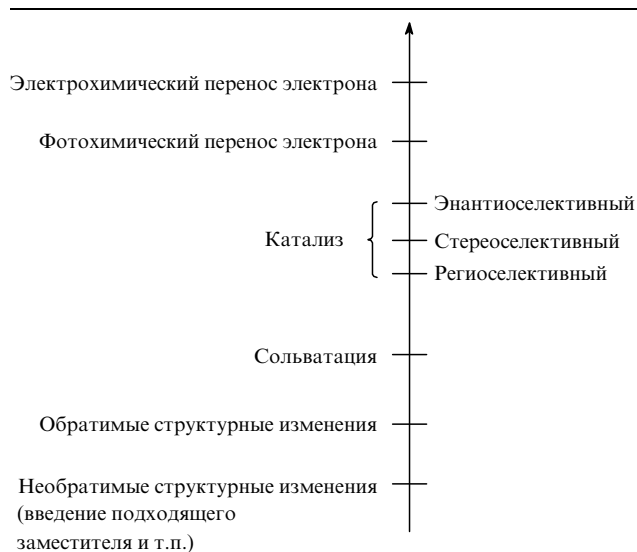 Электрохимический перенос электрона
Фотохимический перенос электрона
Энантиоселективный
Катализ
Стереоселективный
Региоселективный
Сольватация
Обратимые структурные изменения
Необратимые структурные изменения
(введение подходящего
заместителя и т.п.)